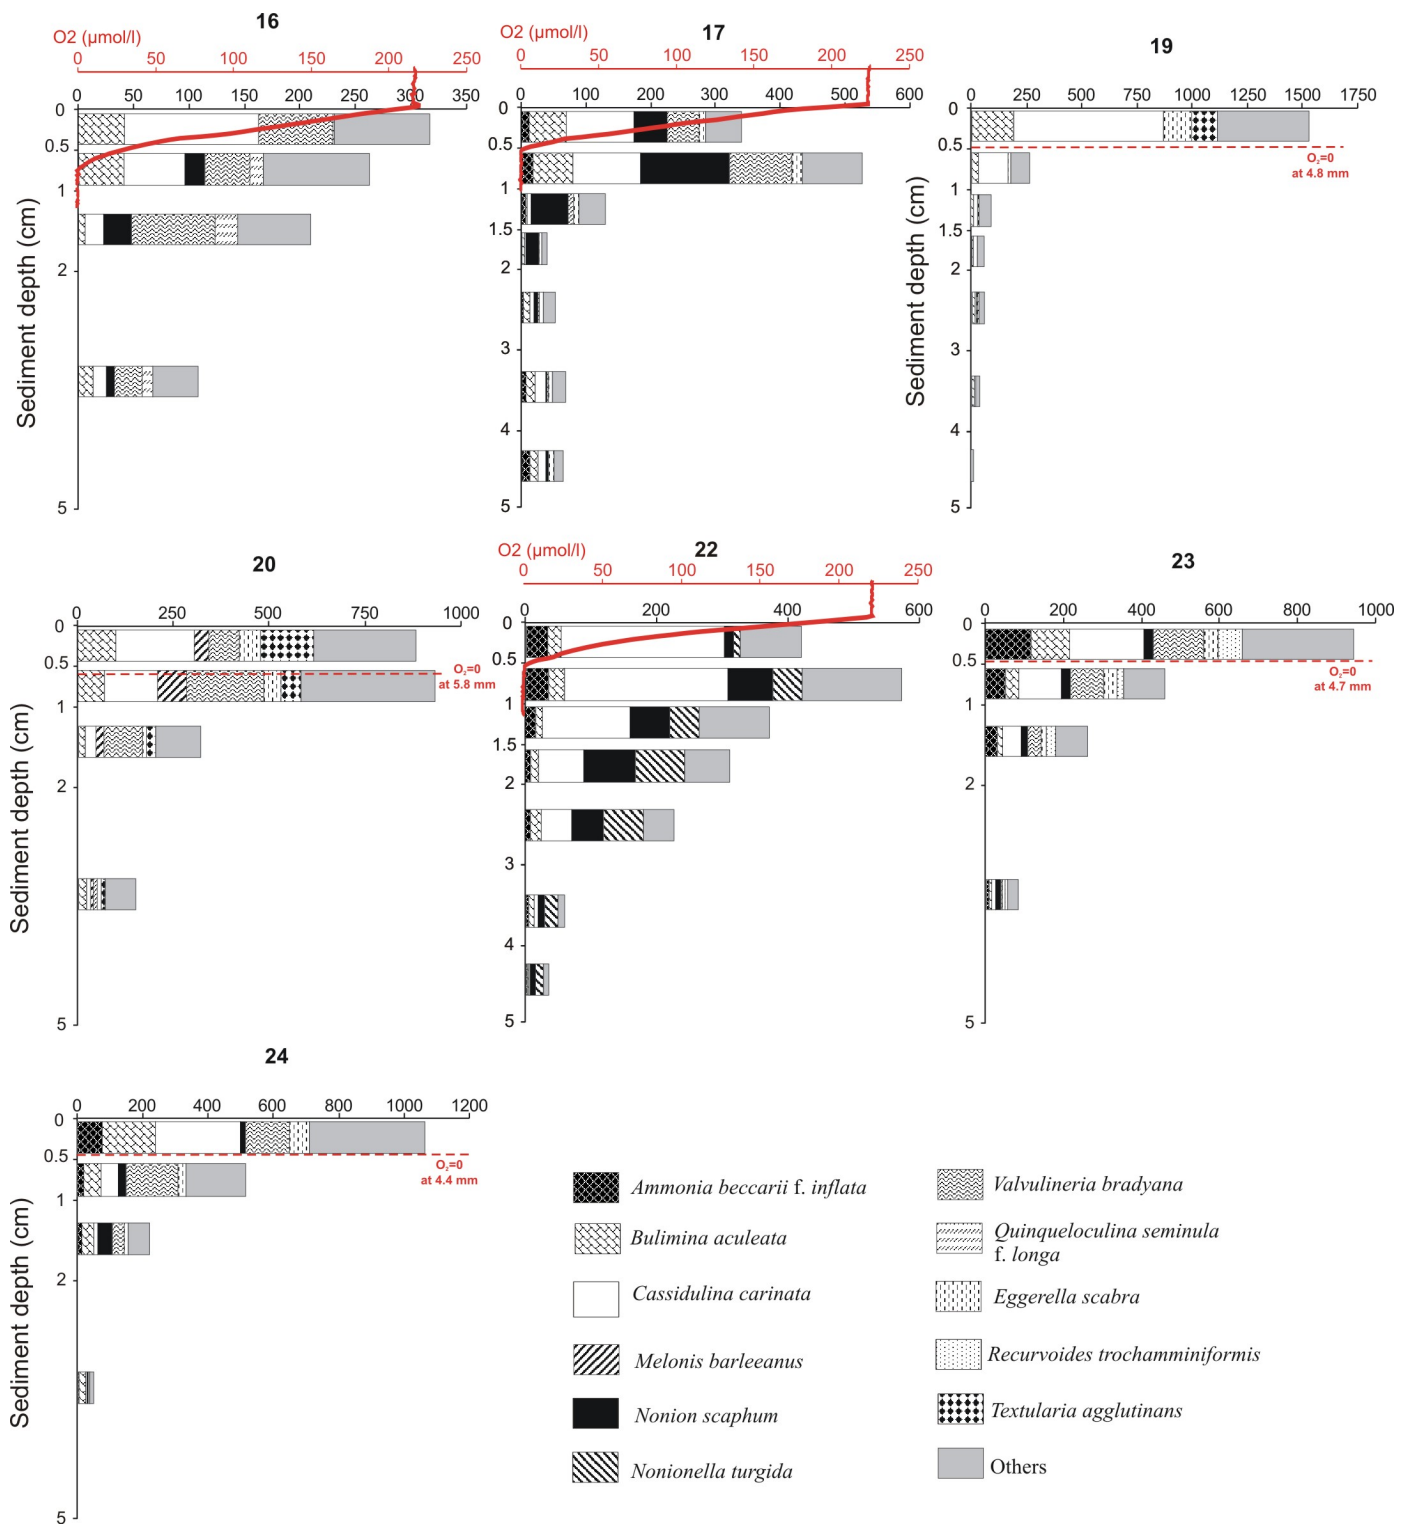 16
O2 (µmol/l)
0 50 100 150 200 250
0 50 100 150 200 250 300 350
0
0.5
1
2
5
Sediment depth (cm)
17
O2 (µmol/l)
0 50 100 150 200 250
0 100 200 300 400 500 600
0
0.5
1
1.5
2
3
4
5
19
0 250 500 750 1000 1250 1500 1750
0
0.5
1
1.5
2
3
4
5
Sediment depth (cm)
O₂=0
at 4.8 mm
20
0 250 500 750 1000
0
0.5
1
2
5
Sediment depth (cm)
O₂=0
at 5.8 mm
22
O2 (µmol/l)
0 50 100 150 200 250
0 200 400 600
0
0.5
1
1.5
2
3
4
5
23
0 200 400 600 800 1000
0
0.5
1
2
5
O₂=0
at 4.7 mm
24
0 200 400 600 800 1000 1200
0
0.5
1
2
5
Sediment depth (cm)
O₂=0
at 4.4 mm
Ammonia beccarii f. inflata
Bulimina aculeata
Cassidulina carinata
Melonis barleeanus
Nonion scaphum
Nonionella turgida
Valvulineria bradyana
Quinqueloculina seminula
f. longa
Eggerella scabra
Recurvoides trochamminiformis
Textularia agglutinans
Others